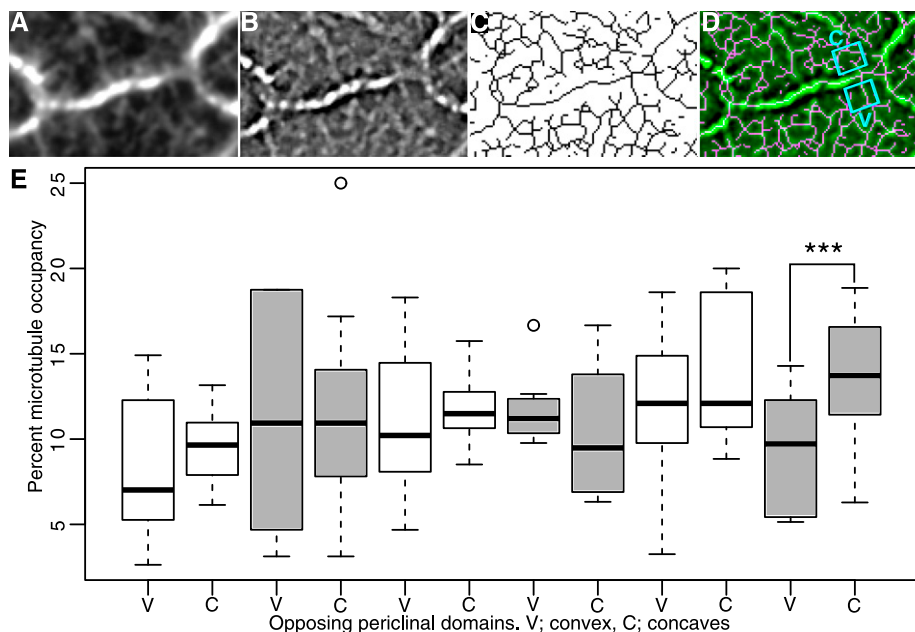 A
B
C
D
C
V
E
25
20
15
10
5
Percent microtubule occupancy
***
V C V C V C V C V C V C
Opposing periclinal domains. V; convex, C; concaves